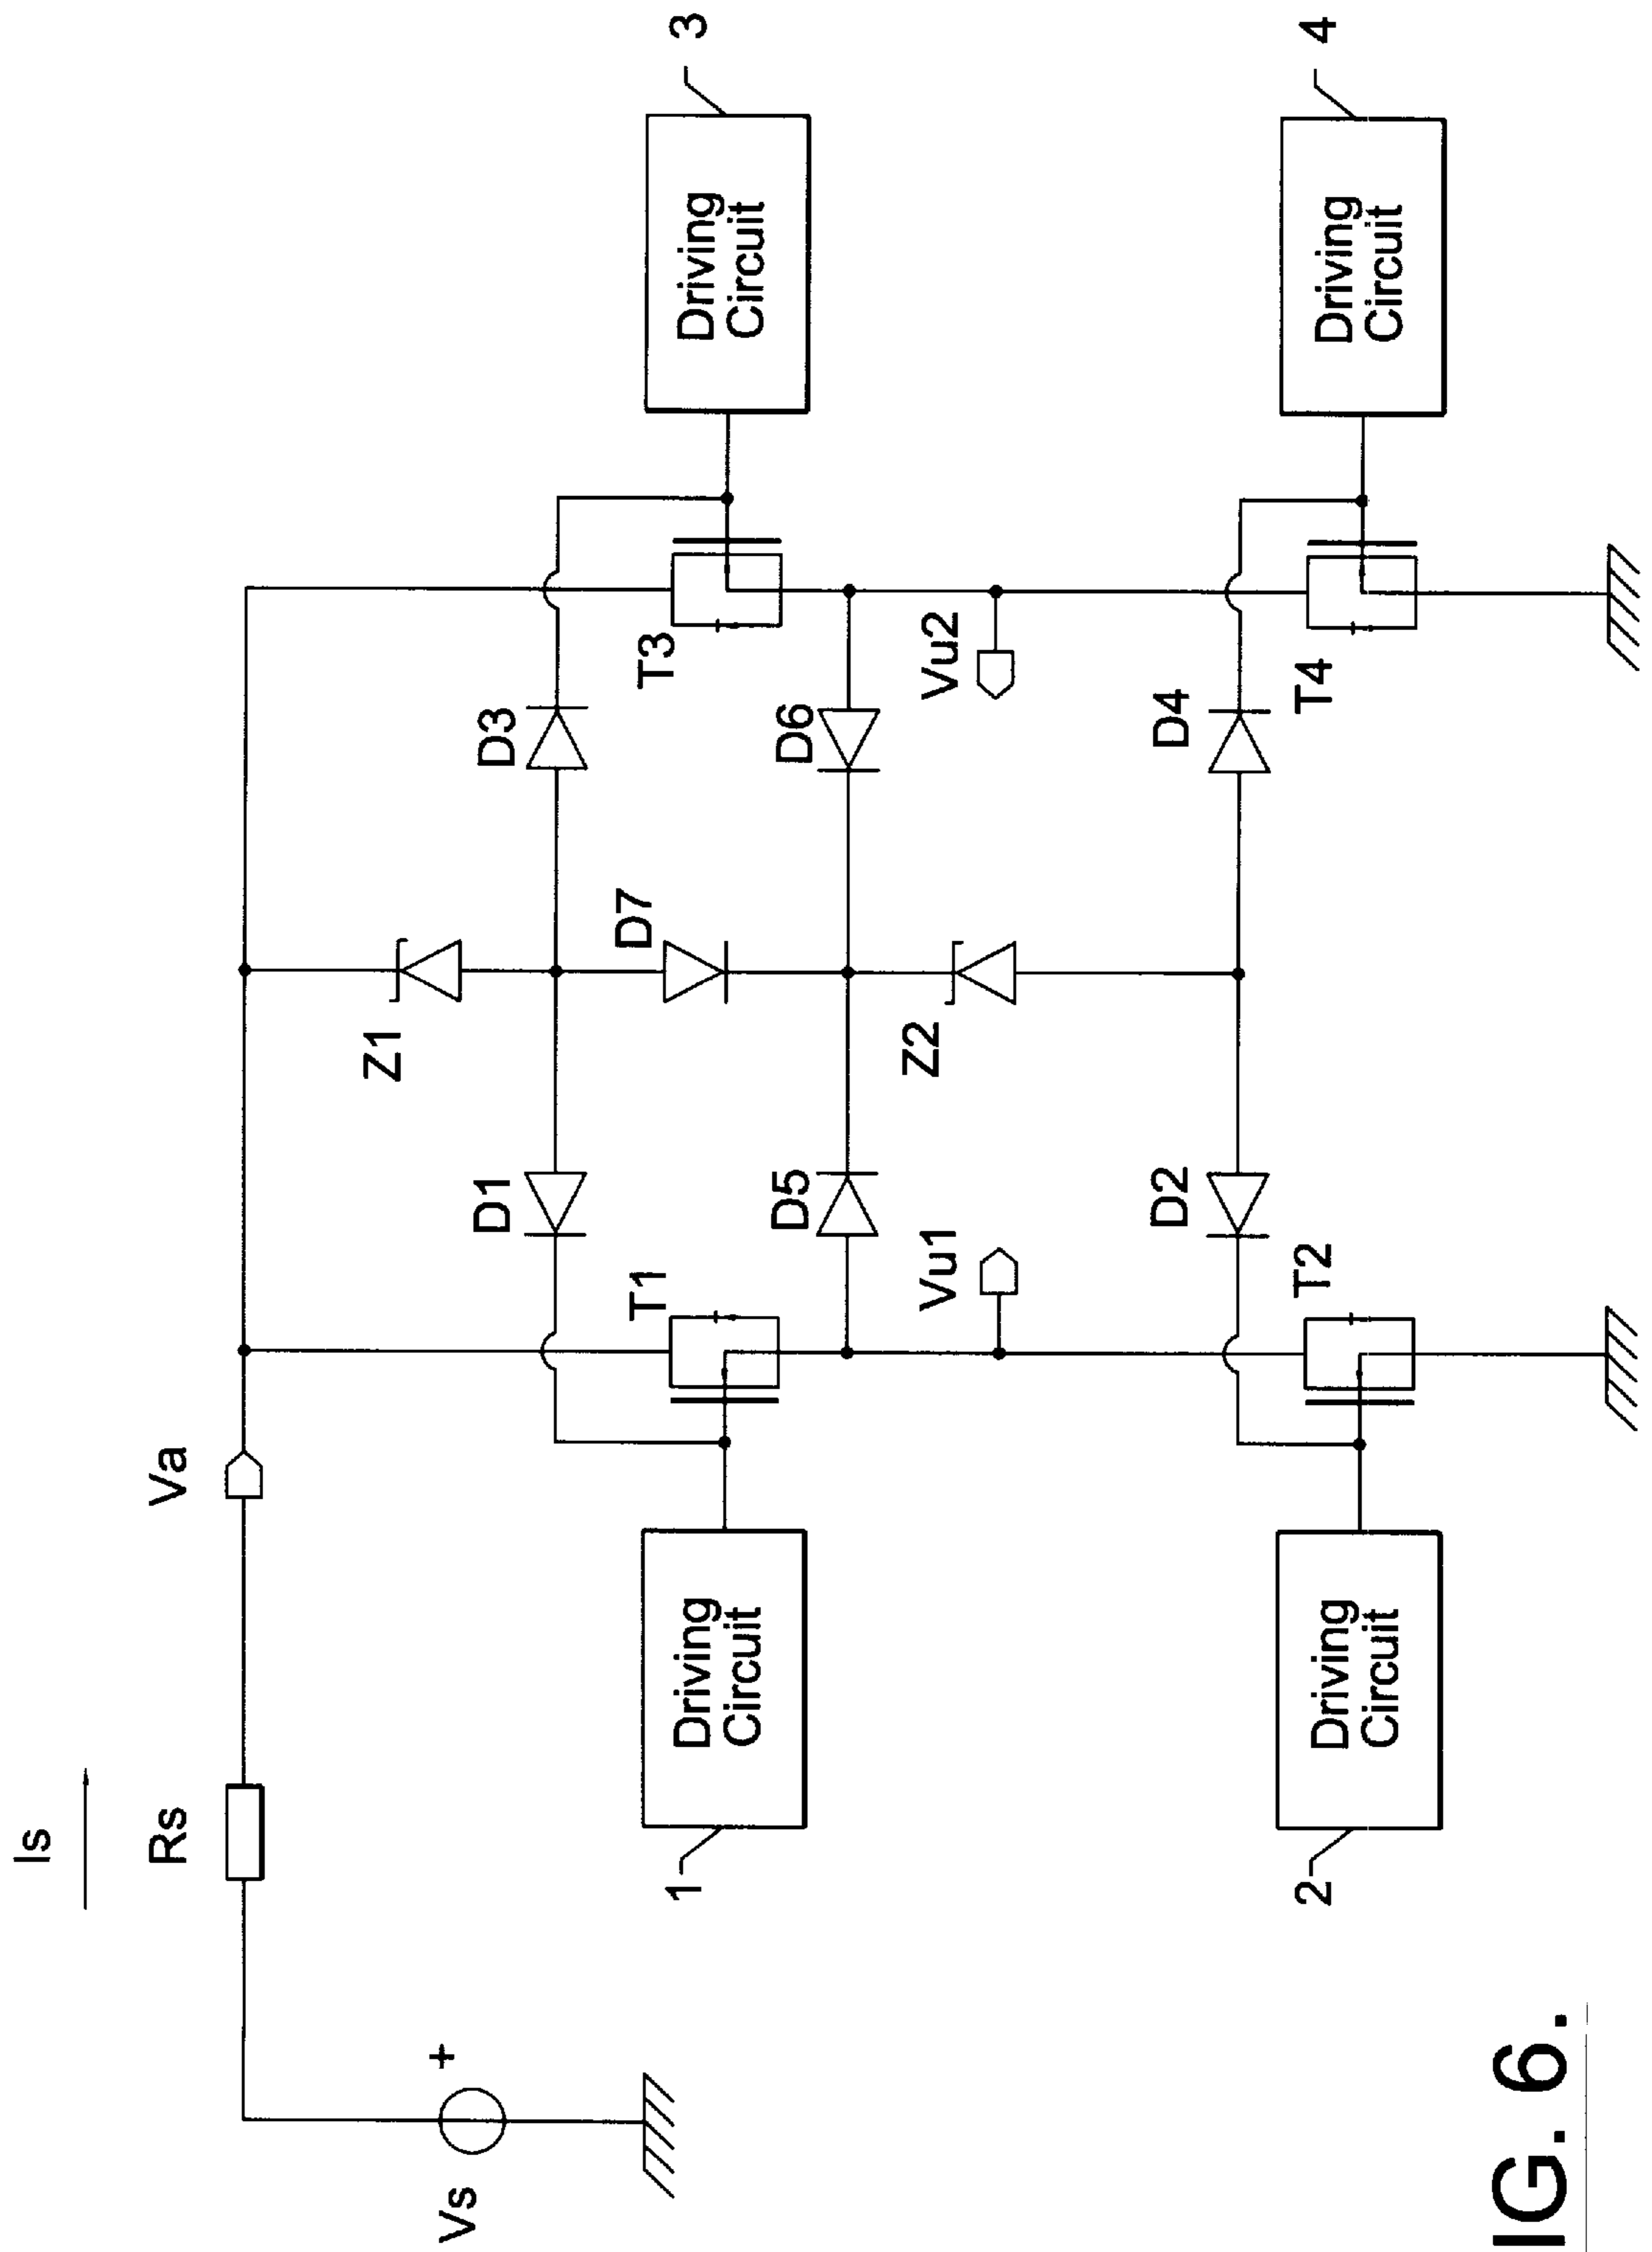 Is
Rs
Va
Vs
+
Z1
D1
D3
T1
T3
D7
D5
D6
Vu1
Vu2
Z2
D2
D4
T2
T4
Driving
Circuit
1
Driving
Circuit
2
Driving
Circuit
3
Driving
Circuit
4
IG. 6.